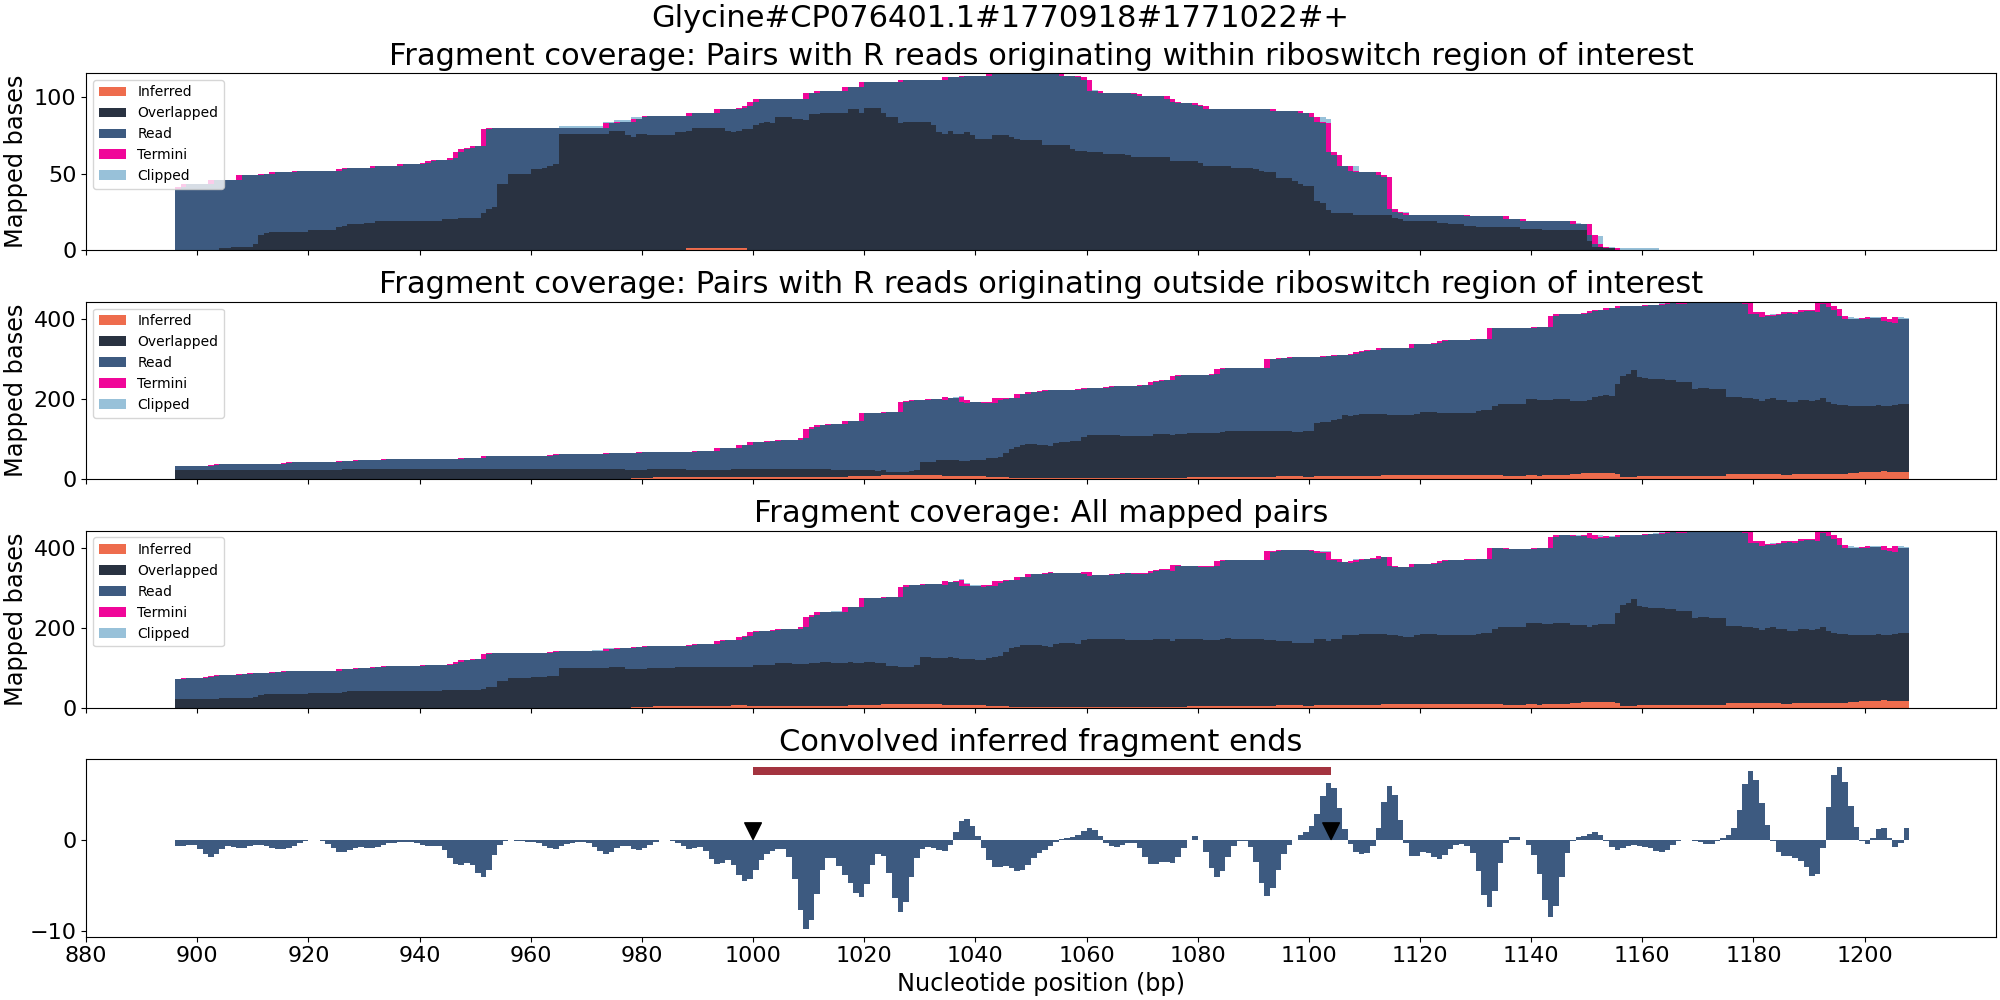 Glycine#CP076401.1#1770918#1771022#+
Fragment coverage: Pairs with R reads originating within riboswitch region of interest
Mapped bases
100
50
0
Inferred
Overlapped
Read
Termini
Clipped
Fragment coverage: Pairs with R reads originating outside riboswitch region of interest
Mapped bases
400
200
0
Inferred
Overlapped
Read
Termini
Clipped
Fragment coverage: All mapped pairs
Mapped bases
400
200
0
Inferred
Overlapped
Read
Termini
Clipped
Convolved inferred fragment ends
0
−10
880 900 920 940 960 980 1000 1020 1040 1060 1080 1100 1120 1140 1160 1180 1200
Nucleotide position (bp)